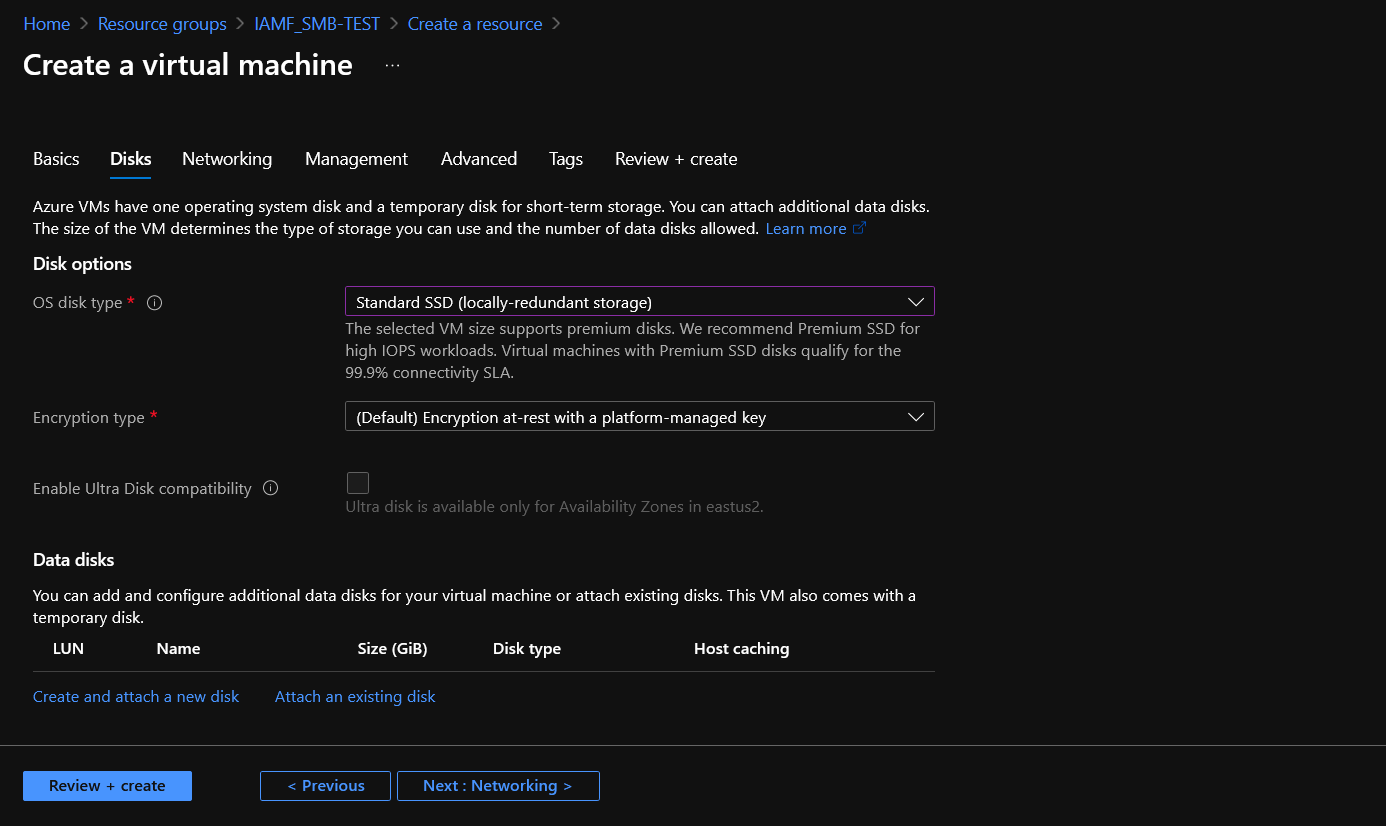 Home > Resource groups > IAMF_SMB-TEST > Create a resource >
Create a virtual machine ...
Basics Disks Networking Management Advanced Tags Review + create
Azure VMs have one operating system disk and a temporary disk for short-term storage. You can attach additional data disks.
The size of the VM determines the type of storage you can use and the number of data disks allowed. Learn more
Disk options
OS disk type *
Standard SSD (locally-redundant storage)
The selected VM size supports premium disks. We recommend Premium SSD for
high IOPS workloads. Virtual machines with Premium SSD disks qualify for the
99.9% connectivity SLA.
Encryption type *
(Default) Encryption at-rest with a platform-managed key
Enable Ultra Disk compatibility
Ultra disk is available only for Availability Zones in eastus2.
Data disks
You can add and configure additional data disks for your virtual machine or attach existing disks. This VM also comes with a
temporary disk.
LUN Name Size (GiB) Disk type Host caching
Create and attach a new disk Attach an existing disk
Review + create < Previous Next : Networking >